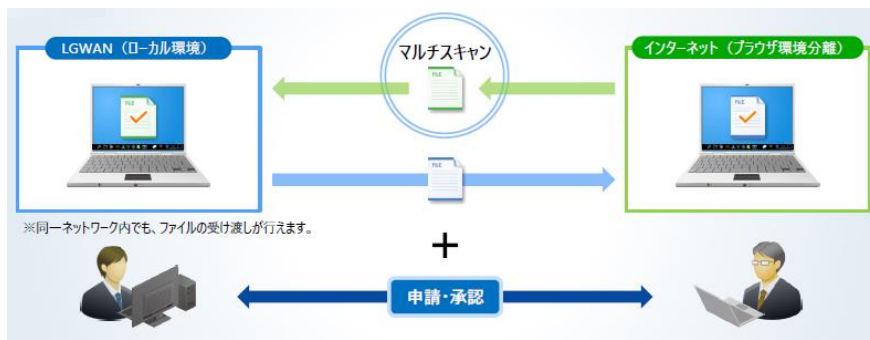 LGWAN（ローカル環境）
マルチスキャン
インターネット（ブラウザ環境分離）
FILE
FILE
FILE
FILE
※同一ネットワーク内でも、ファイルの受け渡しが行えます。
+
申請・承認